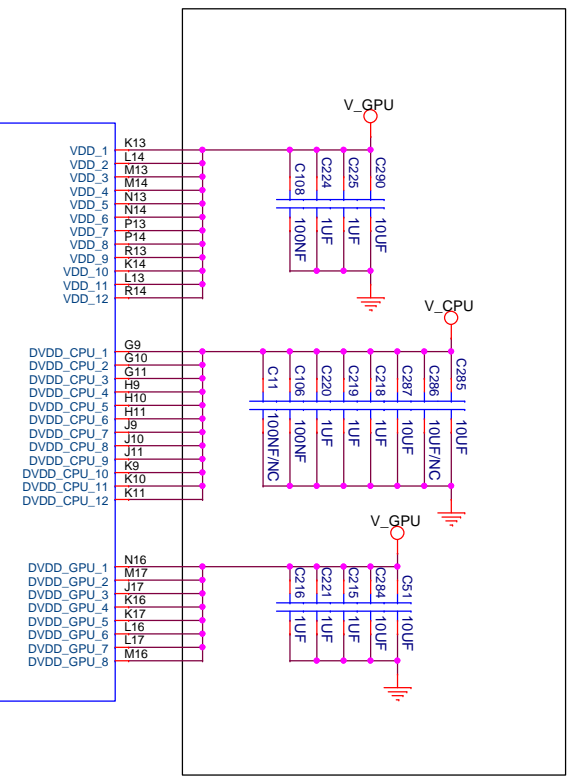 V_GPU
VDD_1 K13
VDD_2 L14
VDD_3 M13
VDD_4 M14
VDD_5 N13
VDD_6 N14
VDD_7 P13
VDD_8 P14
VDD_9 R13
VDD_10 K14
VDD_11 L13
VDD_12 R14
C108 100NF
C224 1UF
C225 1UF
C290 10UF
V_CPU
DVDD_CPU_1 G9
DVDD_CPU_2 G10
DVDD_CPU_3 G11
DVDD_CPU_4 H9
DVDD_CPU_5 H10
DVDD_CPU_6 H11
DVDD_CPU_7 J9
DVDD_CPU_8 J10
DVDD_CPU_9 J11
DVDD_CPU_10 K9
DVDD_CPU_11 K10
DVDD_CPU_12 K11
C11 100NF/NC
C106 100NF
C220 1UF
C219 1UF
C218 1UF
C287 10UF
C286 10UF/NC
C285 10UF
V_GPU
DVDD_GPU_1 N16
DVDD_GPU_2 M17
DVDD_GPU_3 J17
DVDD_GPU_4 K16
DVDD_GPU_5 K17
DVDD_GPU_6 L16
DVDD_GPU_7 L17
DVDD_GPU_8 M16
C216 1UF
C221 1UF
C215 1UF
C284 10UF
C51 10UF